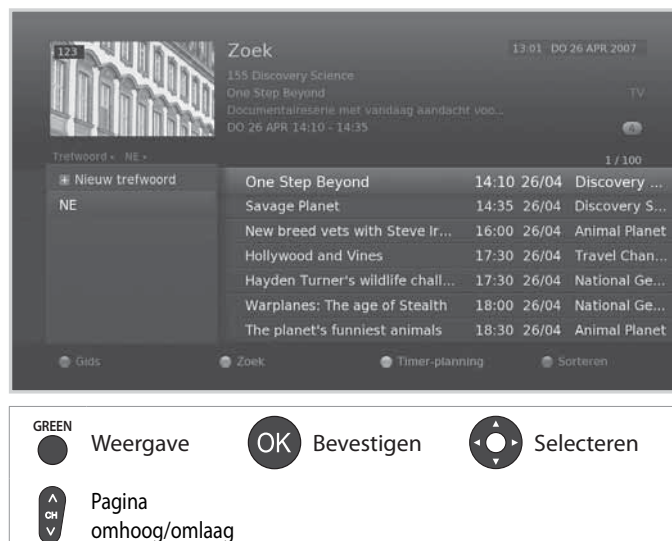 123
Zoek
13:01 DO 26 APR 2007
155 Discovery Science
One Step Beyond
TV
Documentaireserie met vandaag aandacht voo...
DO 26 APR 14:10 - 14:35
4
Trefwoord NE
1 / 100
Nieuw trefwoord
NE
One Step Beyond 14:10 26/04 Discovery ...
Savage Planet 14:35 26/04 Discovery S...
New breed vets with Steve Ir... 16:00 26/04 Animal Planet
Hollywood and Vines 17:30 26/04 Travel Chan...
Hayden Turner's wildlife chall... 17:30 26/04 National Ge...
Warplanes: The age of Stealth 18:00 26/04 National Ge...
The planet's funniest animals 18:30 26/04 Animal Planet
Gids Zoek Timer-planning Sorteren
GREEN
Weergave
OK Bevestigen
Selecteren
CH
Pagina
omhoog/omlaag